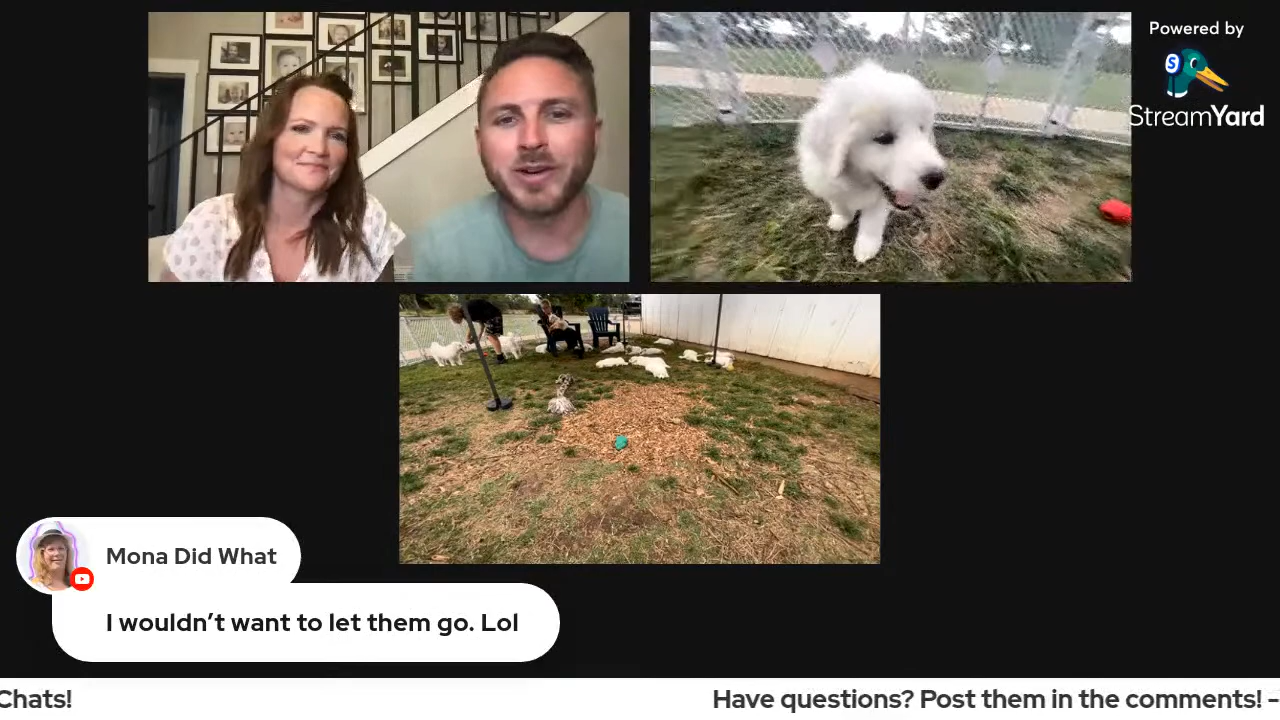 Powered by
S
StreamYard
Mona Did What
I wouldn’t want to let them go. Lol
Chats!
Have questions? Post them in the comments! -